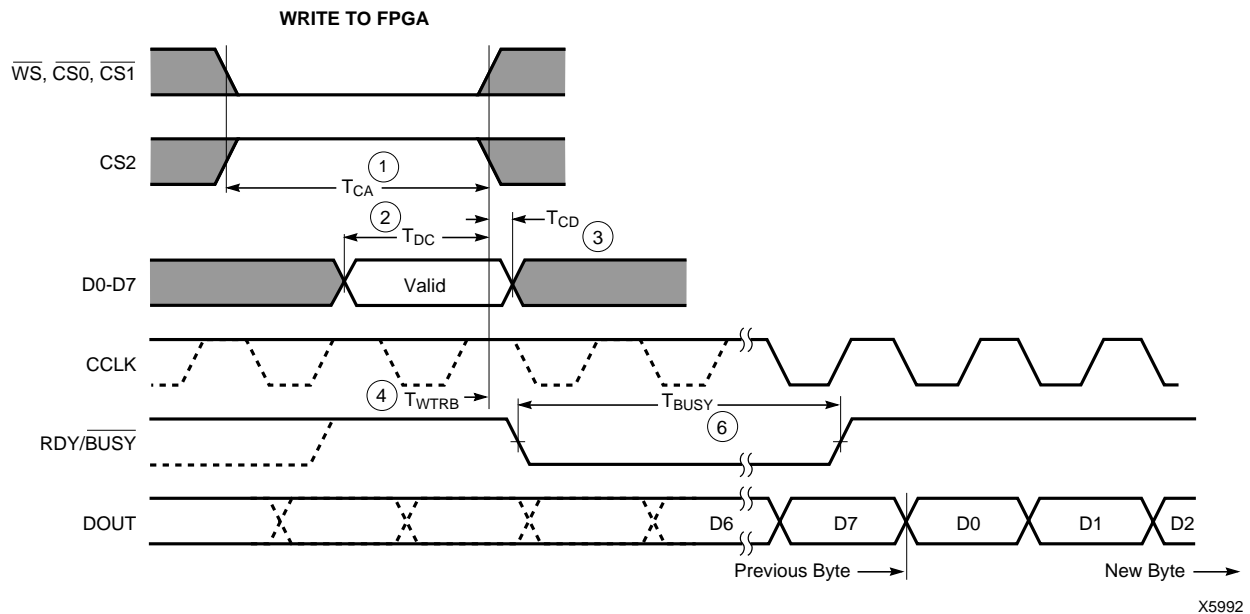 WRITE TO FPGA
WS, CS0, CS1
CS2
1
TCA
2
TCD
TDC
3
D0-D7
Valid
CCLK
4
TWTRB
TBUSY
6
RDY/BUSY
DOUT
D6
D7
D0
D1
D2
Previous Byte
New Byte
X5992